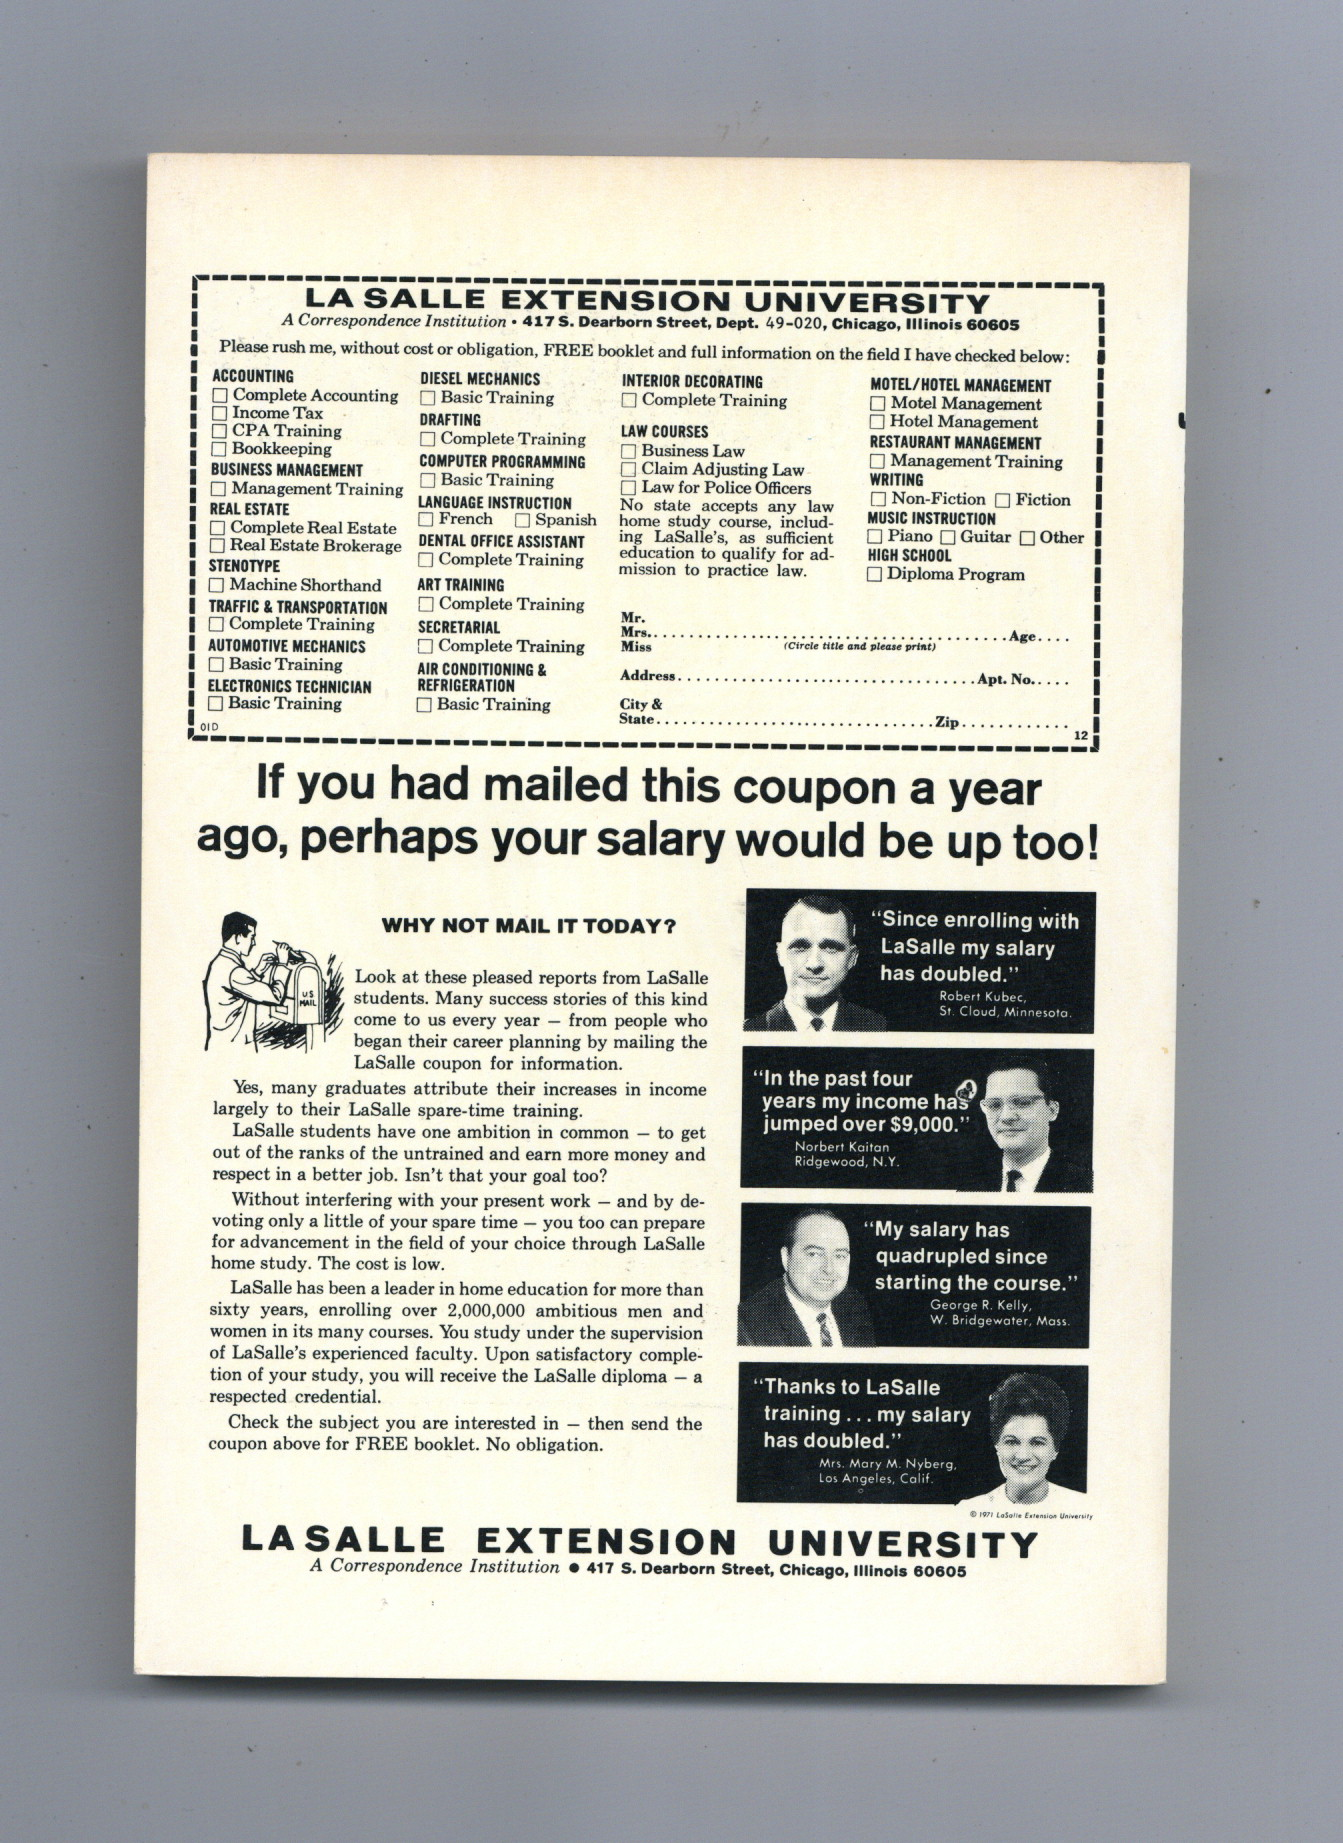 LA SALLE EXTENSION UNIVERSITY
A Correspondence Institution • 417 S. Dearborn Street, Dept. 49-020, Chicago, Illinois 60605
Please rush me, without cost or obligation, FREE booklet and full information on the field I have checked below:
ACCOUNTING
□ Complete Accounting
□ Income Tax
□ CPA Training
□ Bookkeeping
BUSINESS MANAGEMENT
□ Management Training
REAL ESTATE
□ Complete Real Estate
□ Real Estate Brokerage
STENOTYPE
□ Machine Shorthand
TRAFFIC & TRANSPORTATION
□ Complete Training
AUTOMOTIVE MECHANICS
□ Basic Training
ELECTRONICS TECHNICIAN
□ Basic Training
01D
DIESEL MECHANICS
□ Basic Training
DRAFTING
□ Complete Training
COMPUTER PROGRAMMING
□ Basic Training
LANGUAGE INSTRUCTION
□ French □ Spanish
DENTAL OFFICE ASSISTANT
□ Complete Training
ART TRAINING
□ Complete Training
SECRETARIAL
□ Complete Training
AIR CONDITIONING &
REFRIGERATION
□ Basic Training
INTERIOR DECORATING
□ Complete Training
LAW COURSES
□ Business Law
□ Claim Adjusting Law
□ Law for Police Officers
No state accepts any law
home study course, includ-
ing LaSalle's, as sufficient
education to qualify for ad-
mission to practice law.
MOTEL/HOTEL MANAGEMENT
□ Motel Management
□ Hotel Management
RESTAURANT MANAGEMENT
□ Management Training
WRITING
□ Non-Fiction □ Fiction
MUSIC INSTRUCTION
□ Piano □ Guitar □ Other
HIGH SCHOOL
□ Diploma Program
Mr.
Mrs. Age
Miss (Circle title and please print)
Address Apt. No.
City &
State Zip
12
If you had mailed this coupon a year
ago, perhaps your salary would be up too!
WHY NOT MAIL IT TODAY?
U.S.
MAIL
Look at these pleased reports from LaSalle
students. Many success stories of this kind
come to us every year – from people who
began their career planning by mailing the
LaSalle coupon for information.
Yes, many graduates attribute their increases in income
largely to their LaSalle spare-time training.
LaSalle students have one ambition in common – to get
out of the ranks of the untrained and earn more money and
respect in a better job. Isn't that your goal too?
Without interfering with your present work – and by de-
voting only a little of your spare time – you too can prepare
for advancement in the field of your choice through LaSalle
home study. The cost is low.
LaSalle has been a leader in home education for more than
sixty years, enrolling over 2,000,000 ambitious men and
women in its many courses. You study under the supervision
of LaSalle's experienced faculty. Upon satisfactory comple-
tion of your study, you will receive the LaSalle diploma – a
respected credential.
Check the subject you are interested in – then send the
coupon above for FREE booklet. No obligation.
"Since enrolling with
LaSalle my salary
has doubled."
Robert Kubec,
St. Cloud, Minnesota.
"In the past four
years my income has
jumped over $9,000."
Norbert Kaitan
Ridgewood, N.Y.
"My salary has
quadrupled since
starting the course."
George R. Kelly,
W. Bridgewater, Mass.
"Thanks to LaSalle
training . . . my salary
has doubled."
Mrs. Mary M. Nyberg,
Los Angeles, Calif.
© 1971 LaSalle Extension University
LA SALLE EXTENSION UNIVERSITY
A Correspondence Institution • 417 S. Dearborn Street, Chicago, Illinois 60605